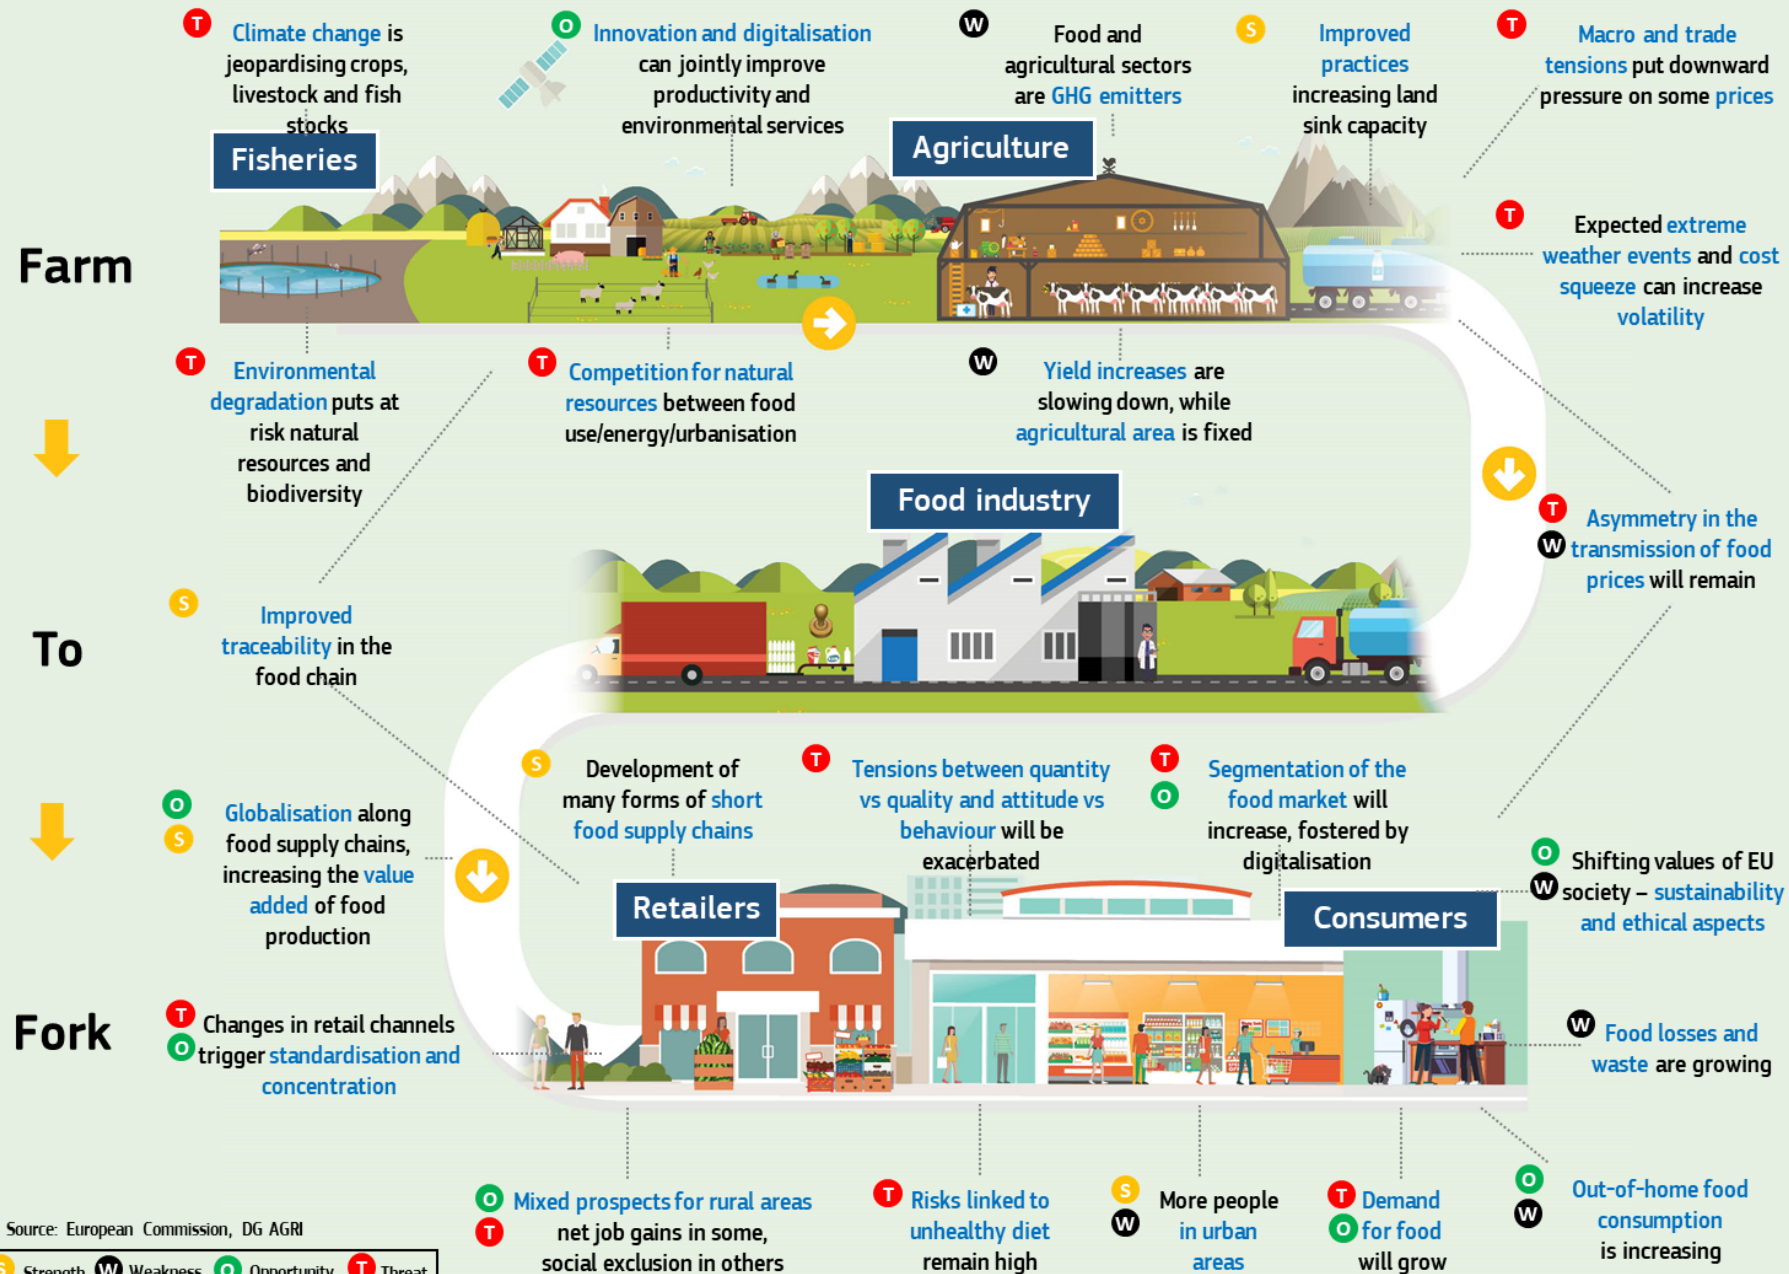 T
Climate change is
jeopardising crops,
livestock and fish
stocks
O
Innovation and digitalisation
can jointly improve
productivity and
environmental services
W
Food and
agricultural sectors
are GHG emitters
S
Improved
practices
increasing land
sink capacity
T
Macro and trade
tensions put downward
pressure on some prices
Fisheries
Agriculture
Farm
T
Expected extreme
weather events and cost
squeeze can increase
volatility
T
Environmental
degradation puts at
risk natural
resources and
biodiversity
T
Competition for natural
resources between food
use/energy/urbanisation
W
Yield increases are
slowing down, while
agricultural area is fixed
Food industry
T
W
Asymmetry in the
transmission of food
prices will remain
To
S
Improved
traceability in the
food chain
O
S
Globalisation along
food supply chains,
increasing the value
added of food
production
S
Development of
many forms of short
food supply chains
T
Tensions between quantity
vs quality and attitude vs
behaviour will be
exacerbated
T
O
Segmentation of the
food market will
increase, fostered by
digitalisation
O
W
Shifting values of EU
society – sustainability
and ethical aspects
Retailers
Consumers
Fork
T
O
Changes in retail channels
trigger standardisation and
concentration
W
Food losses and
waste are growing
O
T
Mixed prospects for rural areas
net job gains in some,
social exclusion in others
T
Risks linked to
unhealthy diet
remain high
S
W
More people
in urban
areas
T
O
Demand
for food
will grow
O
W
Out-of-home food
consumption
is increasing
Source: European Commission, DG AGRI
S Strength W Weakness O Opportunity T Threat